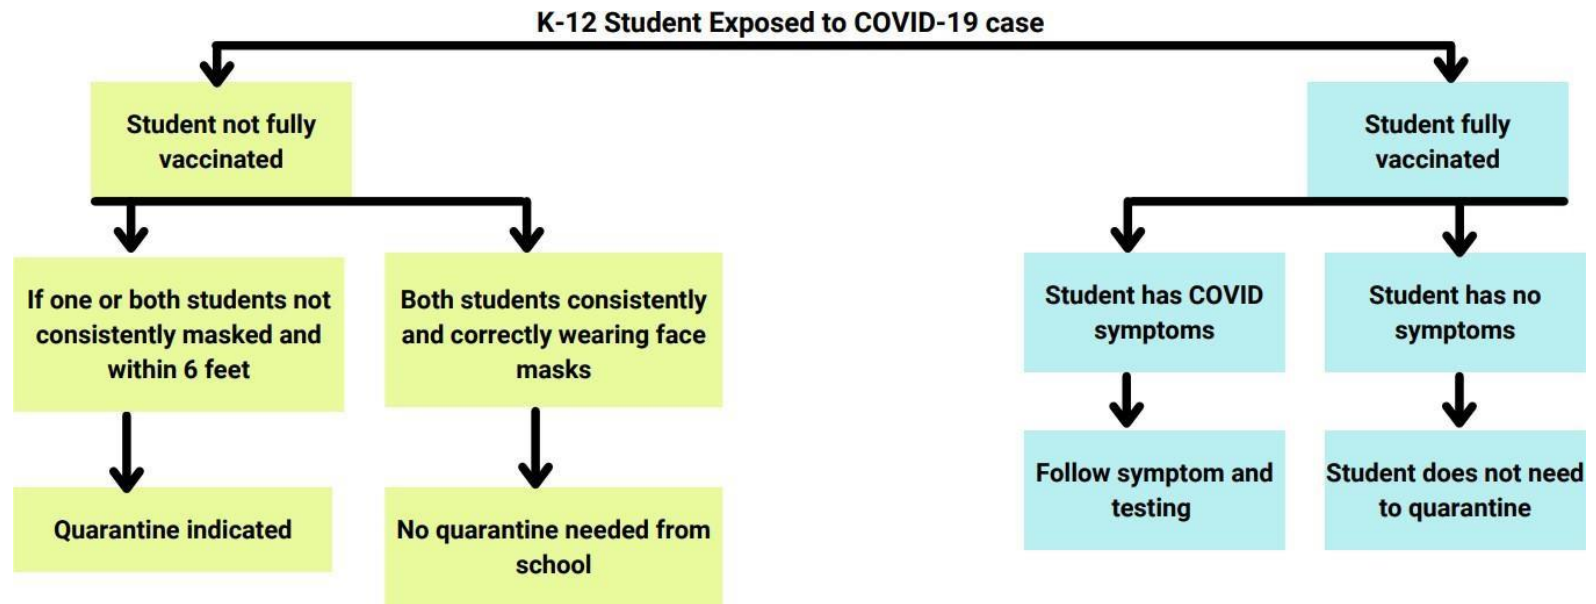 K-12 Student Exposed to COVID-19 case
Student not fully
vaccinated
Student fully
vaccinated
If one or both students not
consistently masked and
within 6 feet
Both students consistently
and correctly wearing face
masks
Student has COVID
symptoms
Student has no
symptoms
Quarantine indicated
No quarantine needed from
school
Follow symptom and
testing
Student does not need
to quarantine